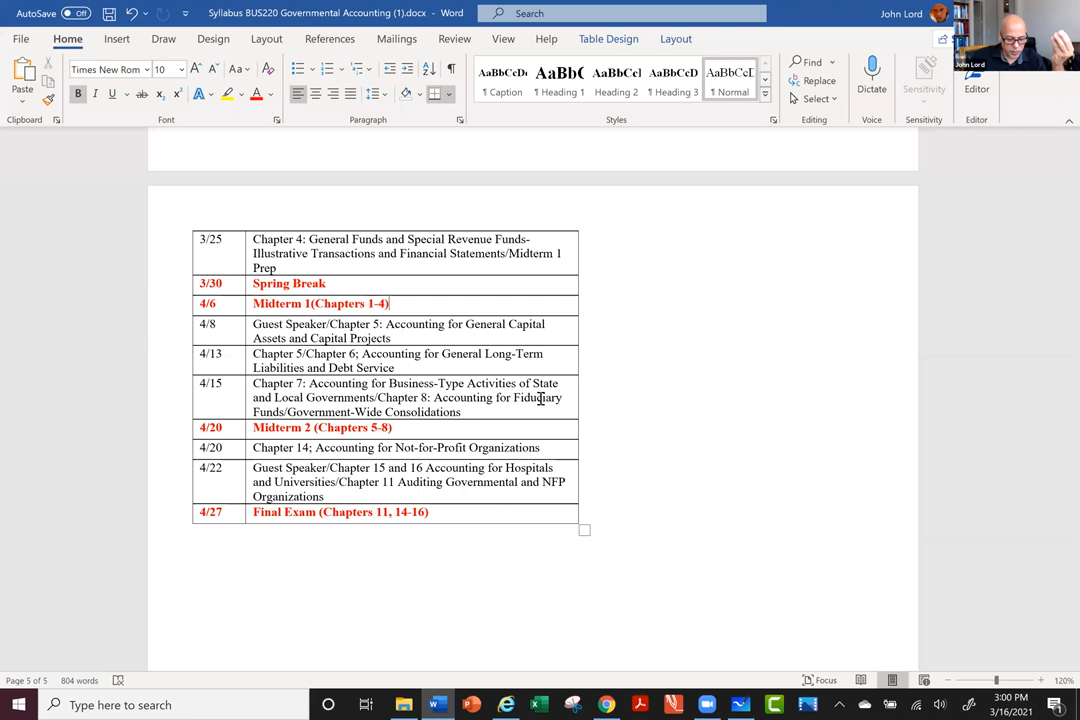 AutoSave Off Syllabus BUS220 Governmental Accounting (1).docx - Word Search John Lord
File Home Insert Draw Design Layout References Mailings Review View Help Table Design Layout
Paste
Times New Rom 10 A A Aa A
B I U ab x₂ x² A A
AaBbCcDc AaBb( AaBbCcl AaBbCcD AaBbCcD
¶ Caption ¶ Heading 1 Heading 2 ¶ Heading 3 ¶ Normal
Find
Replace
Select
Dictate Sensitivity Editor
John Lord
Clipboard Font Paragraph Styles Editing Voice Sensitivity Editor
3/25 Chapter 4: General Funds and Special Revenue Funds-
Illustrative Transactions and Financial Statements/Midterm 1
Prep
3/30 Spring Break
4/6 Midterm 1(Chapters 1-4)
4/8 Guest Speaker/Chapter 5: Accounting for General Capital
Assets and Capital Projects
4/13 Chapter 5/Chapter 6; Accounting for General Long-Term
Liabilities and Debt Service
4/15 Chapter 7: Accounting for Business-Type Activities of State
and Local Governments/Chapter 8: Accounting for Fiduciary
Funds/Government-Wide Consolidations
4/20 Midterm 2 (Chapters 5-8)
4/20 Chapter 14; Accounting for Not-for-Profit Organizations
4/22 Guest Speaker/Chapter 15 and 16 Accounting for Hospitals
and Universities/Chapter 11 Auditing Governmental and NFP
Organizations
4/27 Final Exam (Chapters 11, 14-16)
Page 5 of 5 804 words Focus 120%
Type here to search 3:00 PM
3/16/2021